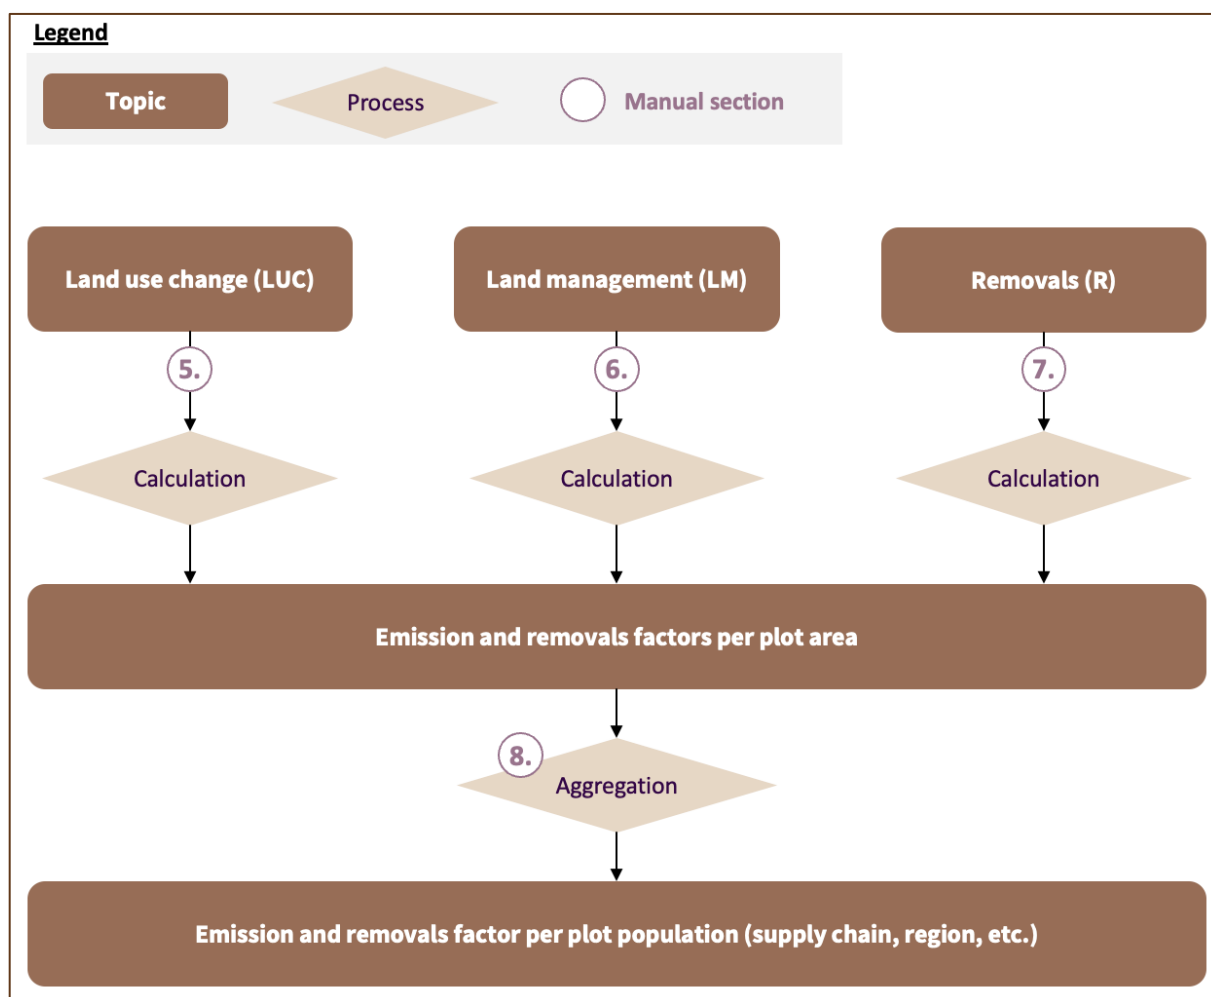 Legend
Topic
Process
Manual section
Land use change (LUC)
Land management (LM)
Removals (R)
5.
6.
7.
Calculation
Calculation
Calculation
Emission and removals factors per plot area
8.
Aggregation
Emission and removals factor per plot population (supply chain, region, etc.)